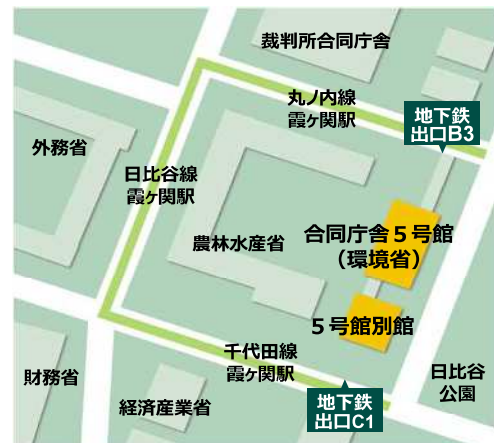 裁判所合同庁舎
丸ノ内線
霞ヶ関駅
地下鉄
出口B3
外務省
日比谷線
霞ヶ関駅
農林水産省
合同庁舎５号館
（環境省）
５号館別館
千代田線
霞ヶ関駅
財務省
経済産業省
地下鉄
出口C1
日比谷
公園